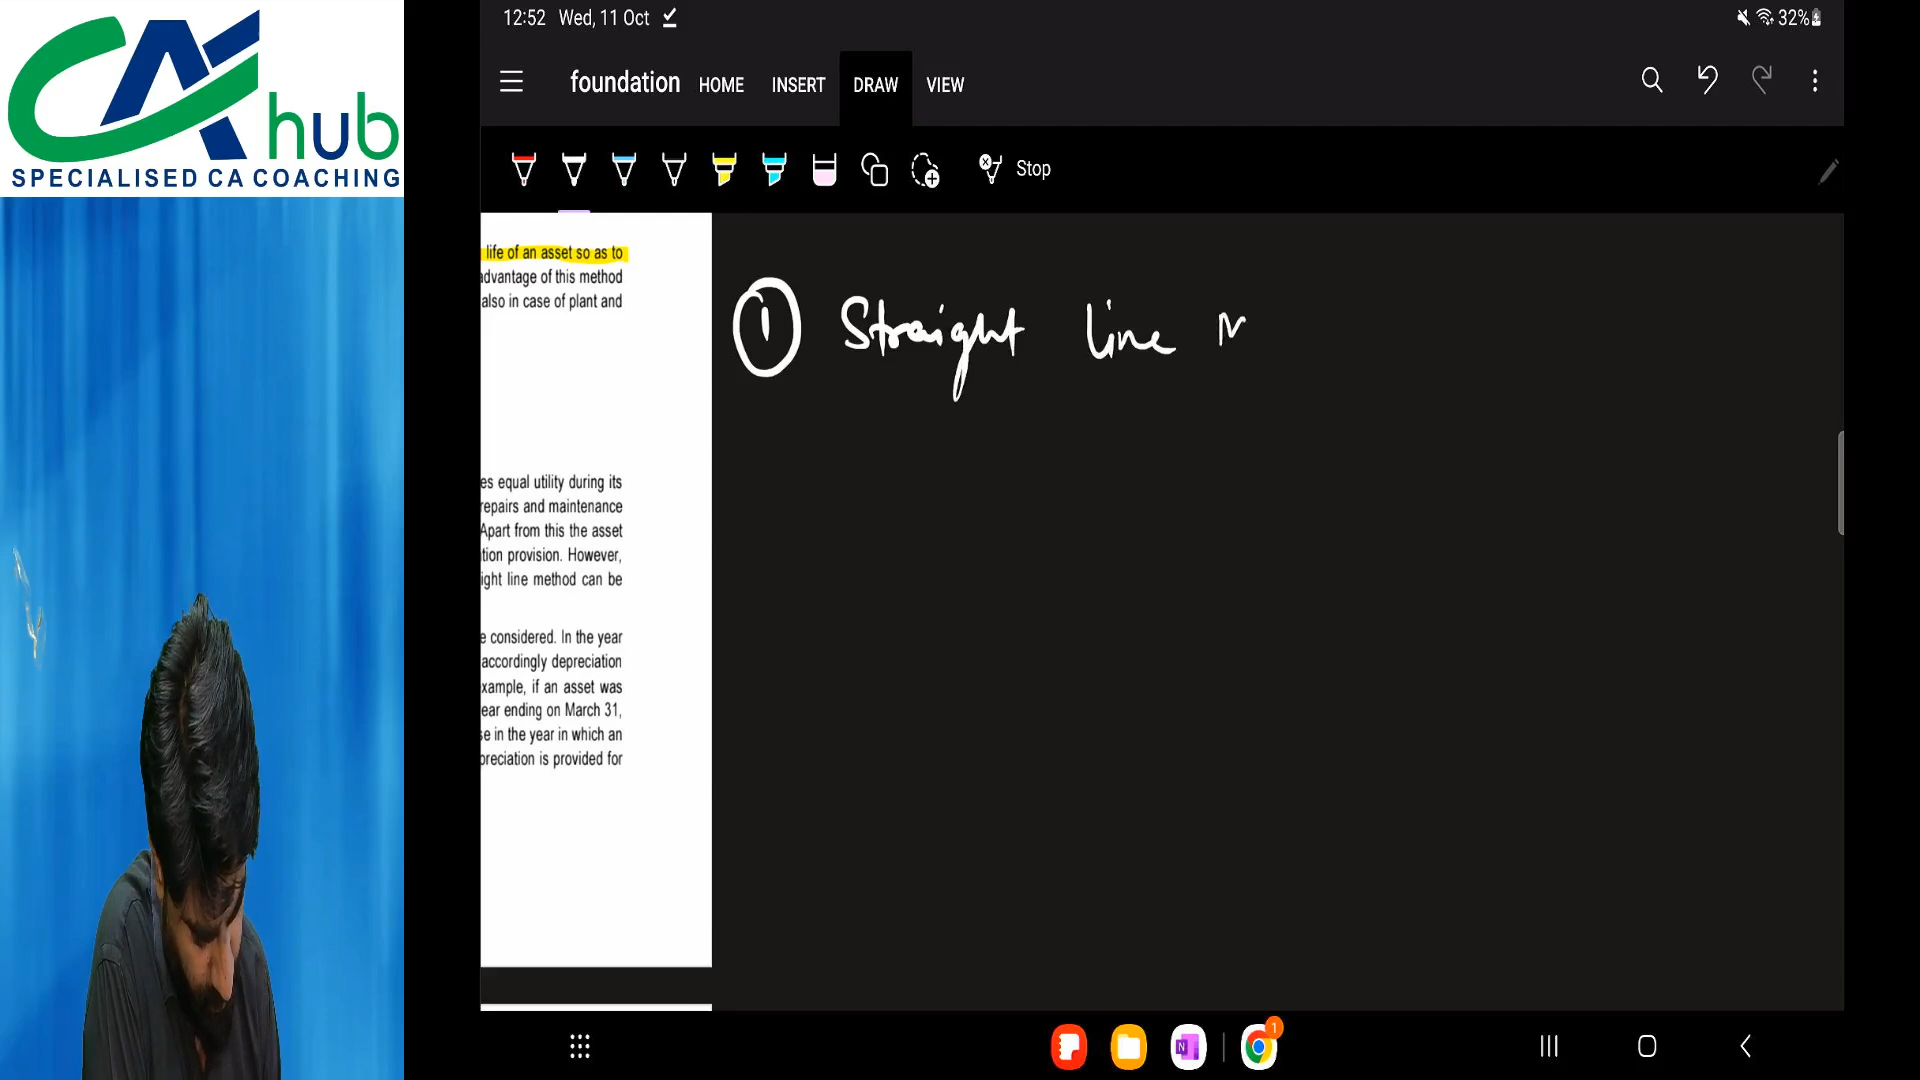 CA hub
SPECIALISED CA COACHING
12:52 Wed, 11 Oct
32%
foundation HOME INSERT DRAW VIEW
Stop
life of an asset so as to
advantage of this method
also in case of plant and
es equal utility during its
repairs and maintenance
Apart from this the asset
tion provision. However,
ight line method can be
e considered. In the year
accordingly depreciation
xample, if an asset was
ear ending on March 31,
se in the year in which an
preciation is provided for
① Straight line
N
1